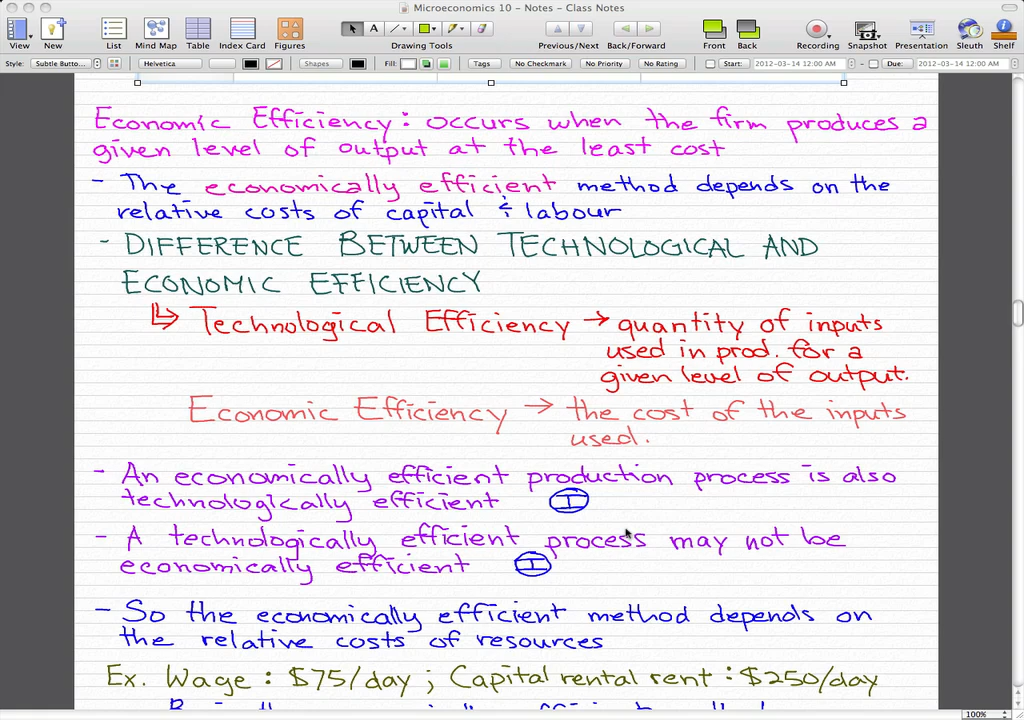 Microeconomics 10 - Notes - Class Notes
View New List Mind Map Table Index Card Figures Drawing Tools Previous/Next Back/Forward Front Back Recording Snapshot Presentation Sleuth Shelf
Style: Subtle Butto... Helvetica Shapes Fill: Tags No Checkmark No Priority No Rating Start: 2012-03-14 12:00 AM – Due: 2012-03-14 12:00 AM
Economic Efficiency: occurs when the firm produces a
given level of output at the least cost
- The economically efficient method depends on the
relative costs of capital & labour
- DIFFERENCE BETWEEN TECHNOLOGICAL AND
ECONOMIC EFFICIENCY
↳ Technological Efficiency → quantity of inputs
used in prod. for a
given level of output.
Economic Efficiency → the cost of the inputs
used.
- An economically efficient production process is also
technologically efficient I
- A technologically efficient process may not be
economically efficient I
- So the economically efficient method depends on
the relative costs of resources
Ex. Wage : $75/day ; Capital rental rent : $250/day
100%